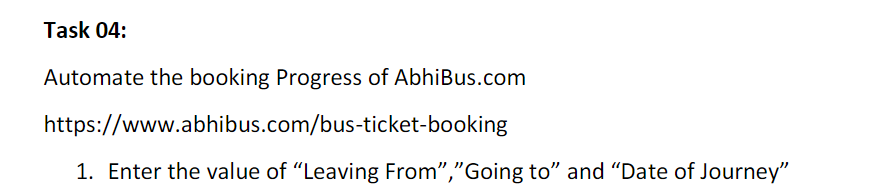 Task 04:
Automate the booking Progress of AbhiBus.com
https://www.abhibus.com/bus-ticket-booking
1. Enter the value of “Leaving From”,”Going to” and “Date of Journey”